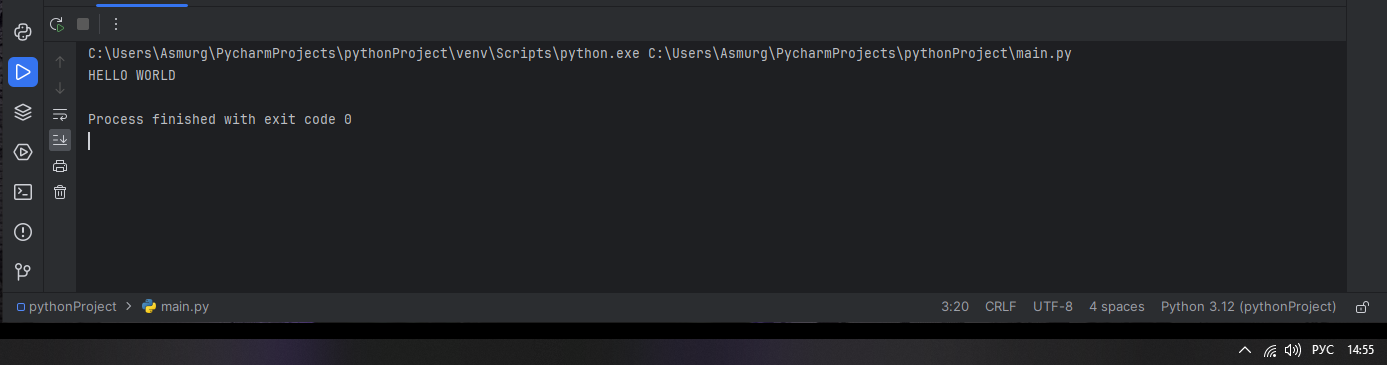 C:\Users\Asmurg\PycharmProjects\pythonProject\venv\Scripts\python.exe C:\Users\Asmurg\PycharmProjects\pythonProject\main.py
HELLO WORLD
Process finished with exit code 0
pythonProject > main.py 3:20 CRLF UTF-8 4 spaces Python 3.12 (pythonProject)
РУС 14:55